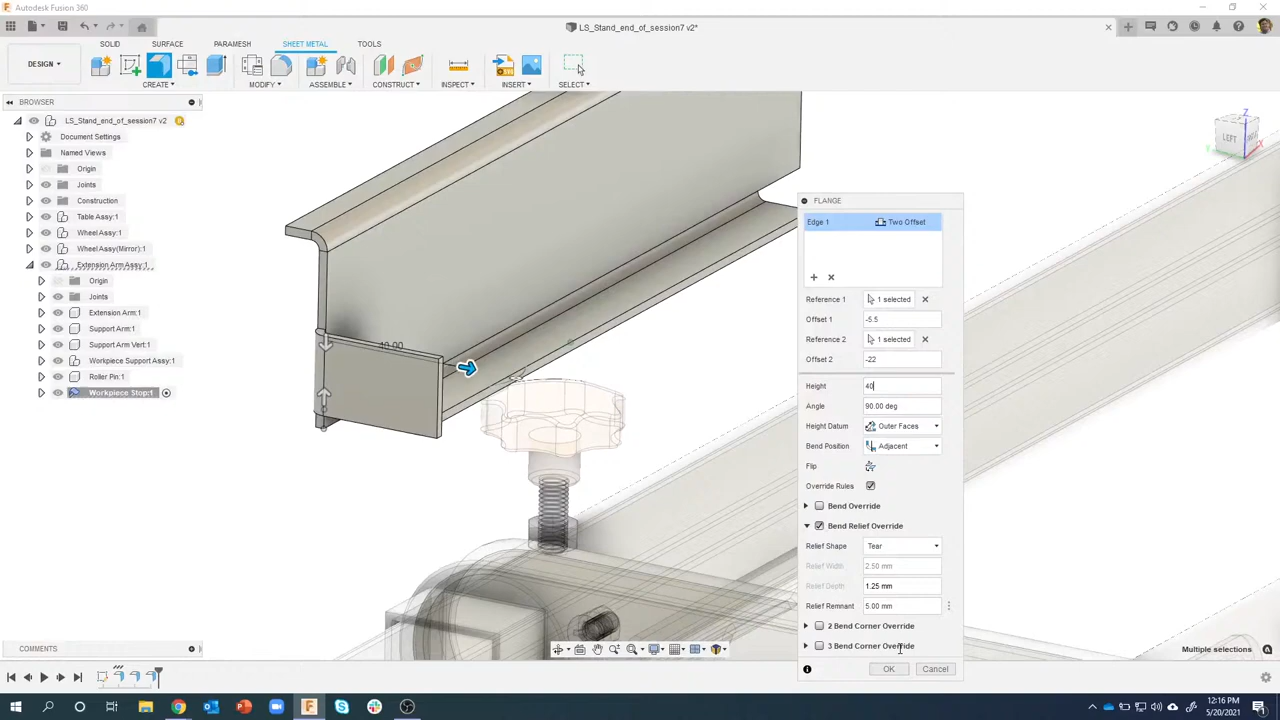 Autodesk Fusion 360
LS_Stand_end_of_session7 v2*
SOLID SURFACE PARAMESH SHEET METAL TOOLS
DESIGN
CREATE MODIFY ASSEMBLE CONSTRUCT INSPECT INSERT SELECT
BROWSER
LS_Stand_end_of_session7 v2
Document Settings
Named Views
Origin
Joints
Construction
Table Assy:1
Wheel Assy:1
Wheel Assy(Mirror):1
Extension Arm Assy:1
Origin
Joints
Extension Arm:1
Support Arm:1
Support Arm Vert:1
Workpiece Support Assy:1
Roller Pin:1
Workpiece Stop:1
40.00
Z
LEFT
X
FLANGE
Edge 1 Two Offset
Reference 1 1 selected
Offset 1 -5.5
Reference 2 1 selected
Offset 2 -22
Height 40
Angle 90.00 deg
Height Datum Outer Faces
Bend Position Adjacent
Flip
Override Rules
Bend Override
Bend Relief Override
Relief Shape Tear
Relief Width 2.50 mm
Relief Depth 1.25 mm
Relief Remnant 5.00 mm
2 Bend Corner Override
3 Bend Corner Override
OK Cancel
COMMENTS
Multiple selections
12:16 PM
5/20/2021